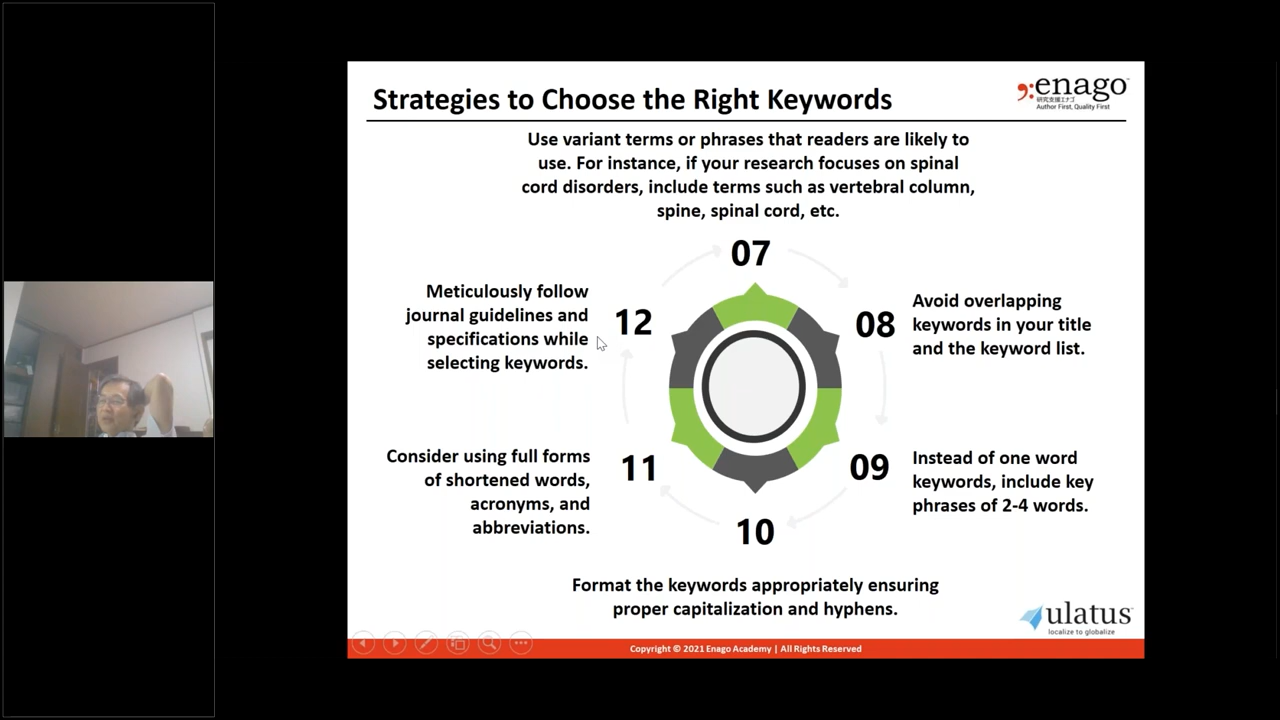 Strategies to Choose the Right Keywords
enago
研究支援エナゴ
Author First, Quality First
Use variant terms or phrases that readers are likely to
use. For instance, if your research focuses on spinal
cord disorders, include terms such as vertebral column,
spine, spinal cord, etc.
07
08
Avoid overlapping
keywords in your title
and the keyword list.
09
Instead of one word
keywords, include key
phrases of 2-4 words.
10
Format the keywords appropriately ensuring
proper capitalization and hyphens.
11
Consider using full forms
of shortened words,
acronyms, and
abbreviations.
12
Meticulously follow
journal guidelines and
specifications while
selecting keywords.
ulatus
localize to globalize
Copyright © 2021 Enago Academy | All Rights Reserved